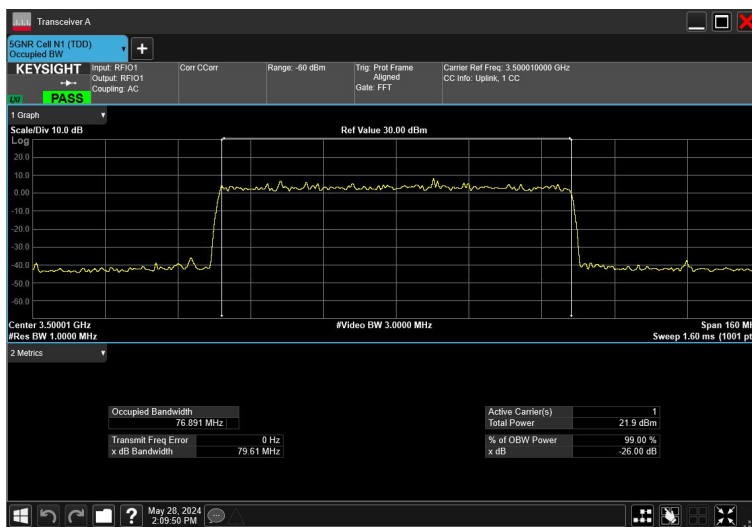 Transceiver A
5GNR Cell N1 (TDD)
Occupied BW
KEYSIGHT
LXI
PASS
Input: RFIO1
Output: RFIO1
Coupling: AC
Corr CCorr
Range: -60 dBm
Trig: Prot Frame
Aligned
Gate: FFT
Carrier Ref Freq: 3.500010000 GHz
CC Info: Uplink, 1 CC
1 Graph
Scale/Div 10.0 dB
Ref Value 30.00 dBm
Log
20.0
10.0
0.00
-10.0
-20.0
-30.0
-40.0
-50.0
-60.0
Center 3.50001 GHz
#Video BW 3.0000 MHz
Span 160 MH
#Res BW 1.0000 MHz
Sweep 1.60 ms (1001 pt
2 Metrics
Occupied Bandwidth
76.891 MHz
Transmit Freq Error 0 Hz
x dB Bandwidth 79.61 MHz
Active Carrier(s) 1
Total Power 21.9 dBm
% of OBW Power 99.00 %
x dB -26.00 dB
?
May 28, 2024
2:09:50 PM